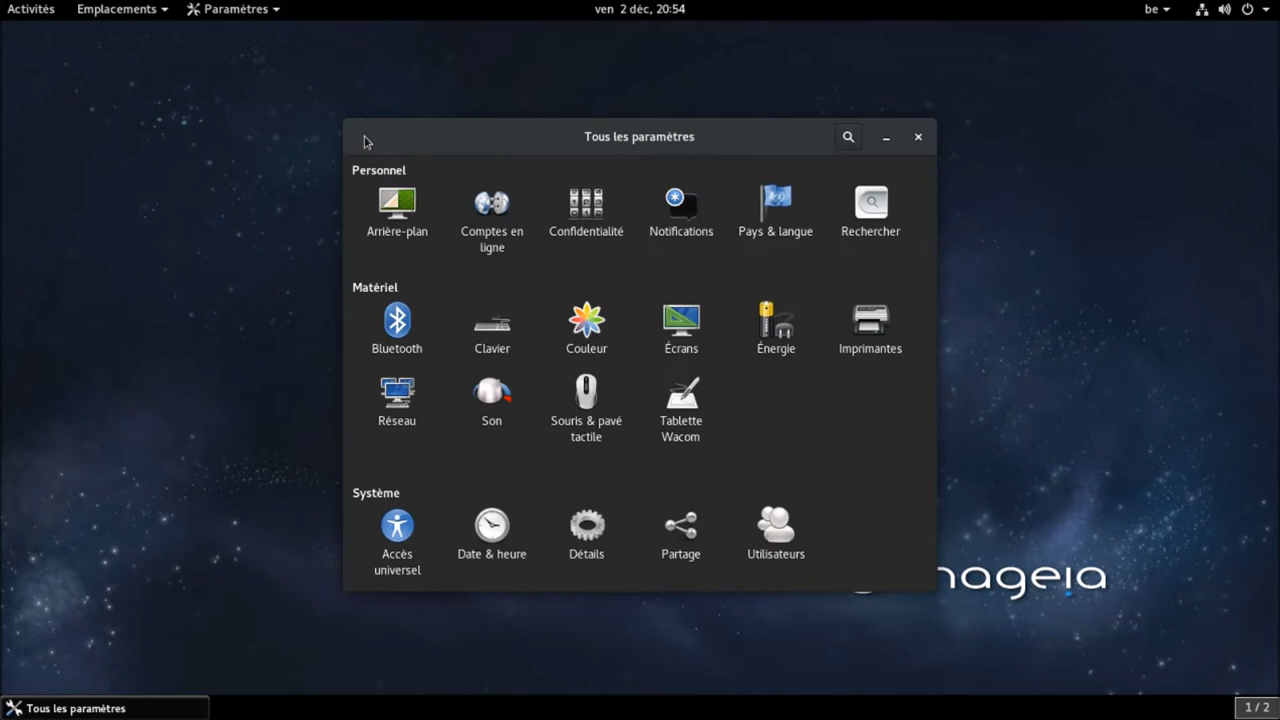 Activités Emplacements Paramètres ven 2 déc, 20:54 be
Tous les paramètres
Personnel
Arrière-plan Comptes en ligne Confidentialité Notifications Pays & langue Rechercher
Matériel
Bluetooth Clavier Couleur Écrans Énergie Imprimantes
Réseau Son Souris & pavé tactile Tablette Wacom
Système
Accès universel Date & heure Détails Partage Utilisateurs
nageia
Tous les paramètres 1 / 2